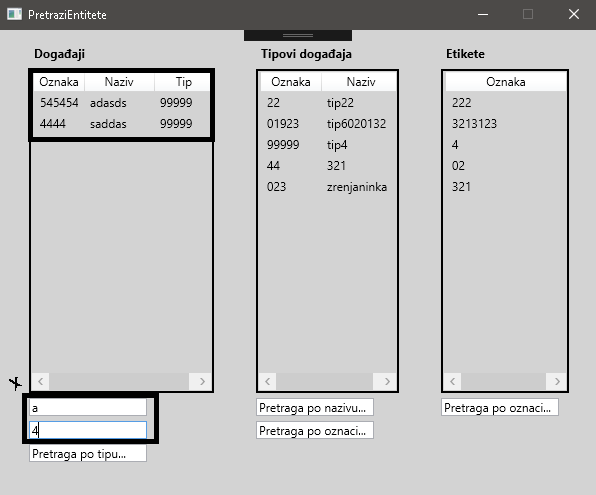 PretraziEntitete
Događaji
Oznaka Naziv Tip
545454 adasds 99999
4444 saddas 99999
a
4
Pretraga po tipu...
Tipovi događaja
Oznaka Naziv
22 tip22
01923 tip6020132
99999 tip4
44 321
023 zrenjaninka
Pretraga po nazivu...
Pretraga po oznaci...
Etikete
Oznaka
222
3213123
4
02
321
Pretraga po oznaci...